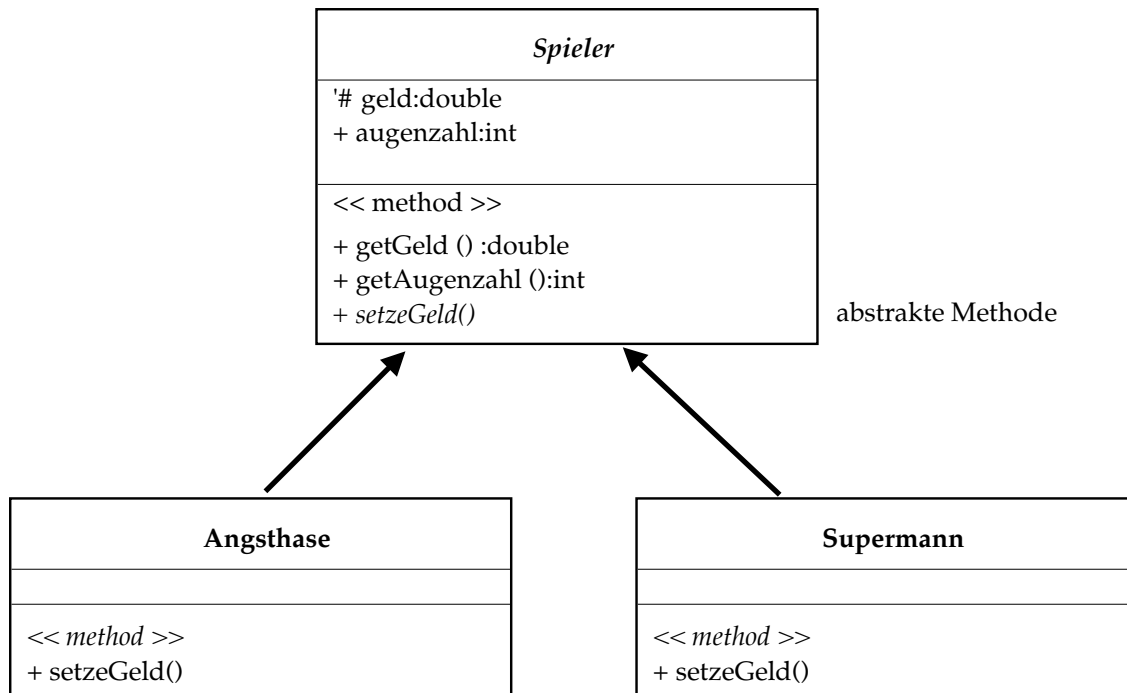 Spieler
'# geld:double
+ augenzahl:int
<< method >>
+ getGeld () :double
+ getAugenzahl ():int
+ setzeGeld()
abstrakte Methode
Angsthase
<< method >>
+ setzeGeld()
Supermann
<< method >>
+ setzeGeld()